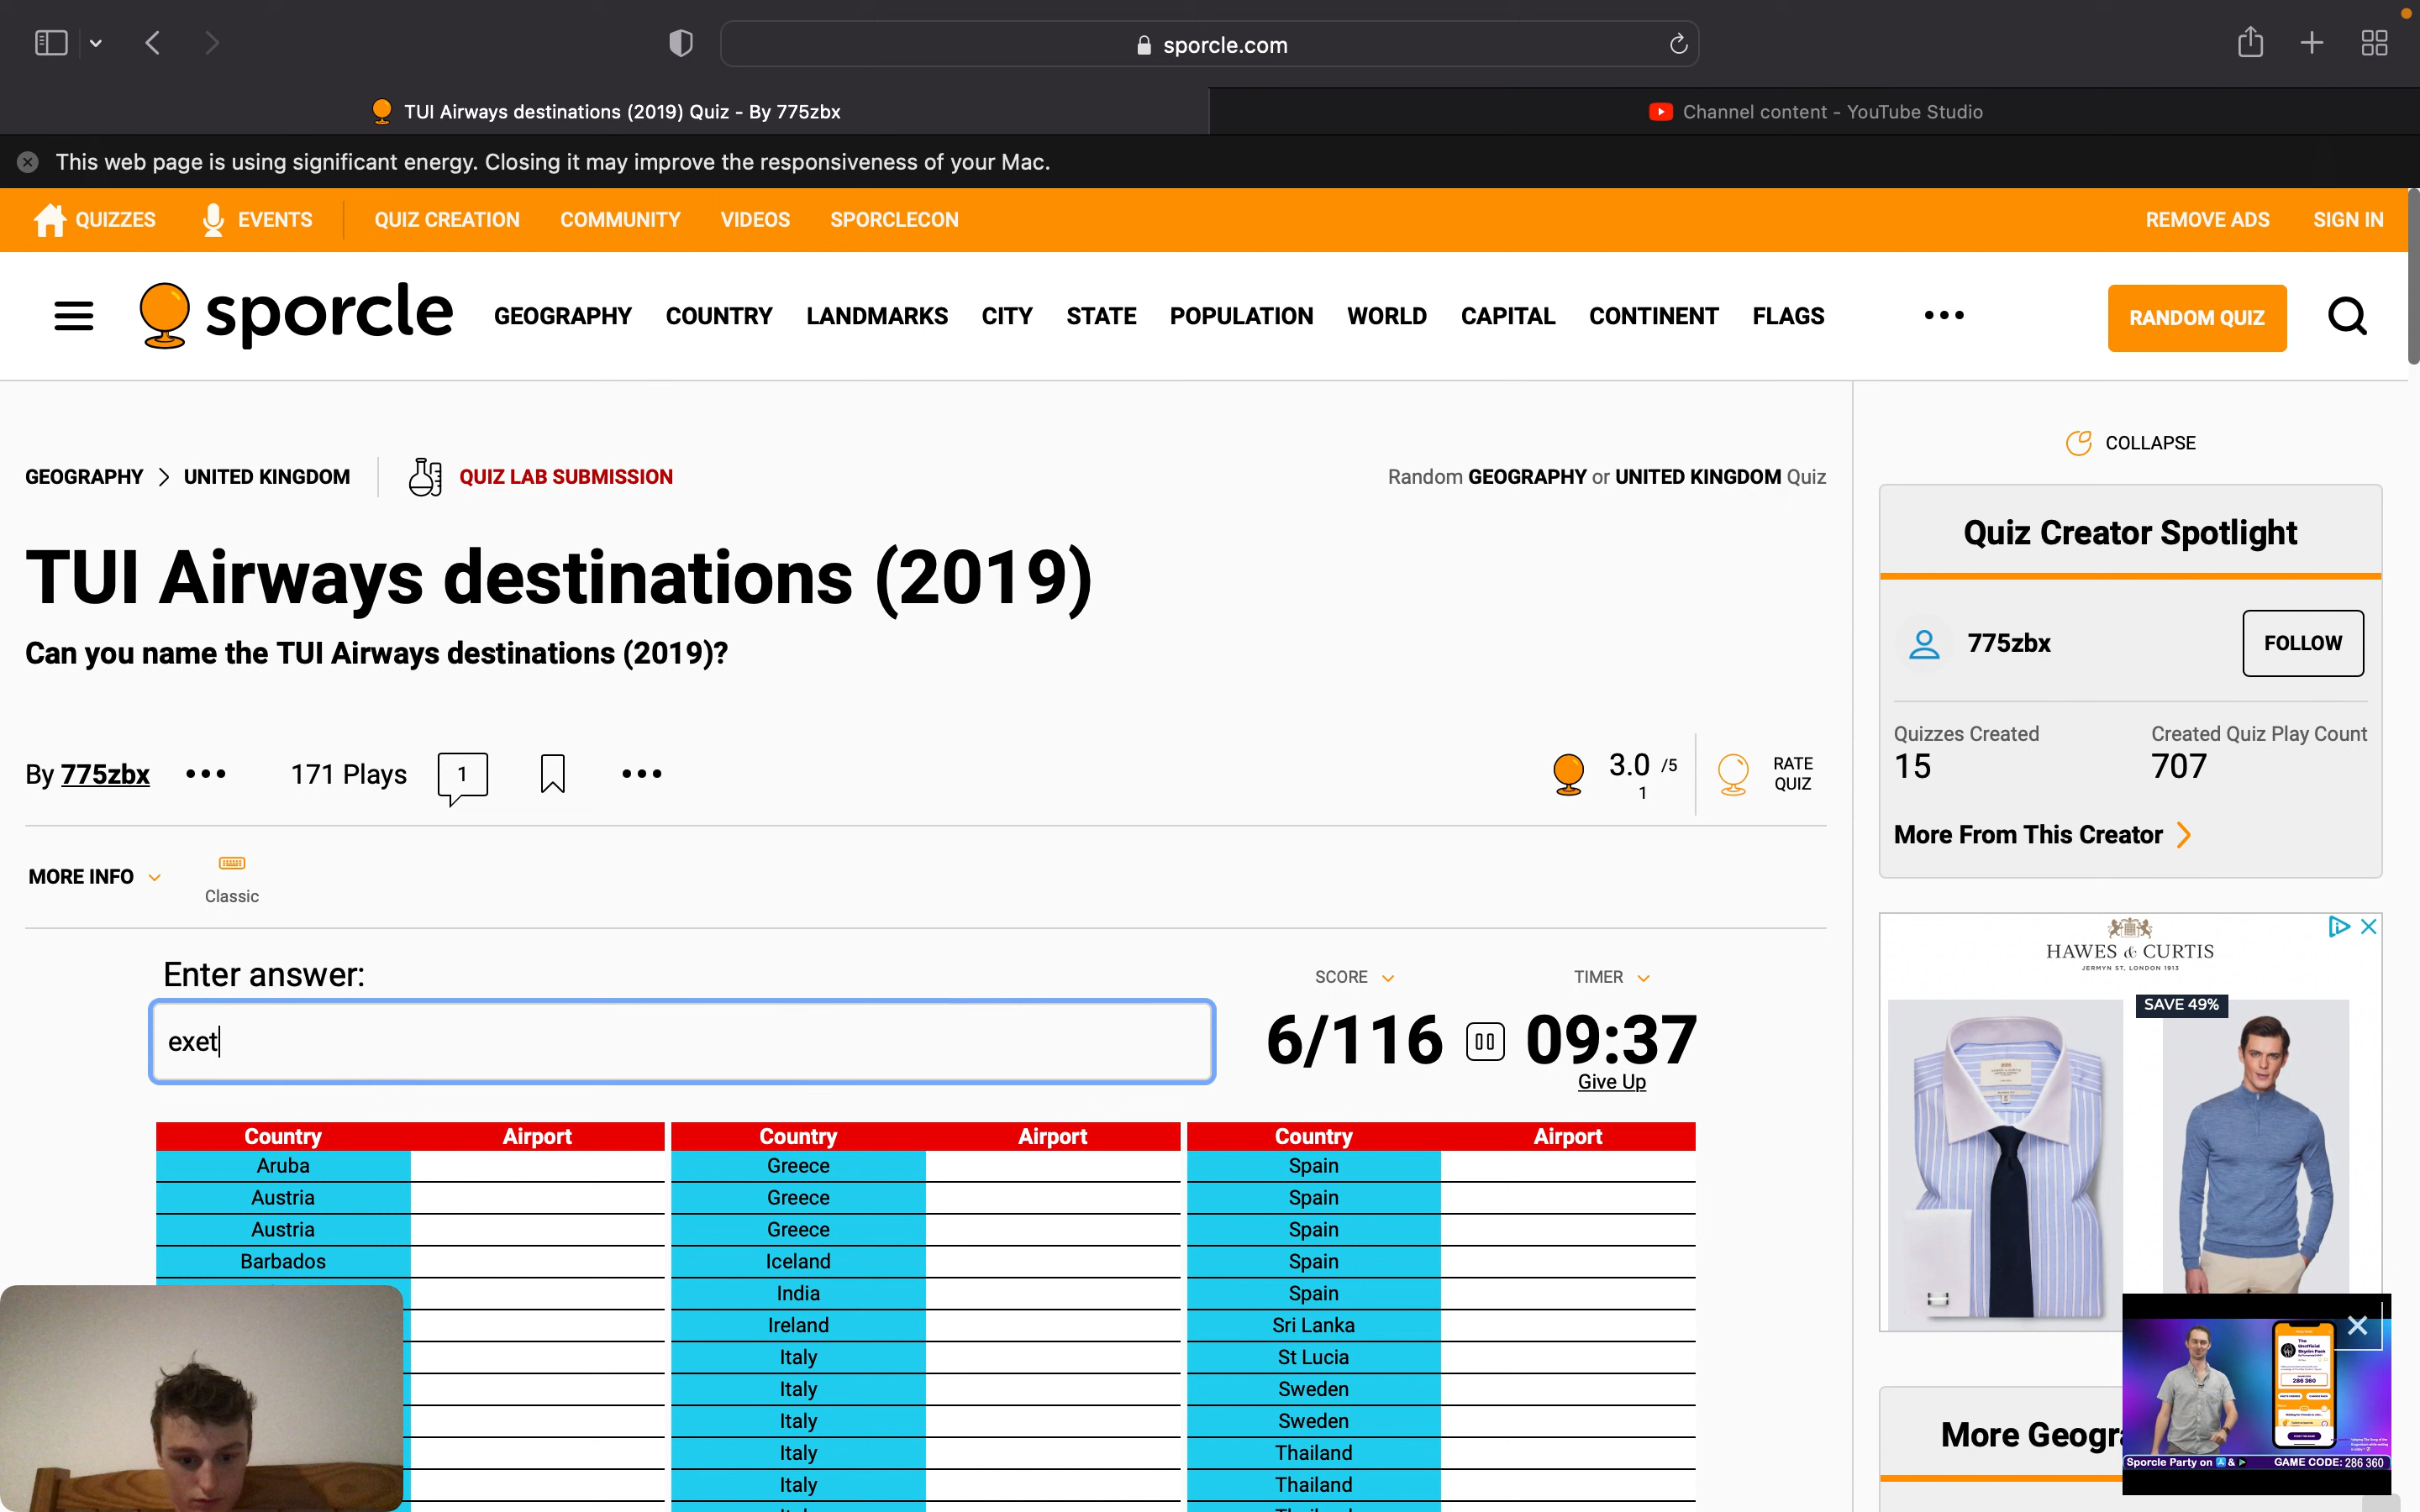 sporcle.com
TUI Airways destinations (2019) Quiz - By 775zbx
Channel content - YouTube Studio
This web page is using significant energy. Closing it may improve the responsiveness of your Mac.
QUIZZES EVENTS QUIZ CREATION COMMUNITY VIDEOS SPORCLECON REMOVE ADS SIGN IN
sporcle GEOGRAPHY COUNTRY LANDMARKS CITY STATE POPULATION WORLD CAPITAL CONTINENT FLAGS RANDOM QUIZ
GEOGRAPHY > UNITED KINGDOM QUIZ LAB SUBMISSION Random GEOGRAPHY or UNITED KINGDOM Quiz
TUI Airways destinations (2019)
Can you name the TUI Airways destinations (2019)?
By 775zbx 171 Plays 1 3.0 /5 1 RATE QUIZ
MORE INFO Classic
Enter answer:
exet
SCORE TIMER
6/116 09:37
Give Up
Country Airport Country Airport Country Airport
Aruba Greece Spain
Austria Greece Spain
Austria Greece Spain
Barbados Iceland Spain
India Spain
Ireland Sri Lanka
Italy St Lucia
Italy Sweden
Italy Sweden
Italy Thailand
Italy Thailand
COLLAPSE
Quiz Creator Spotlight
775zbx FOLLOW
Quizzes Created Created Quiz Play Count
15 707
More From This Creator
HAWES & CURTIS
JERMYN ST. LONDON 1913
SAVE 49%
More Geogra
286 360
Sporcle Party on & GAME CODE: 286 360